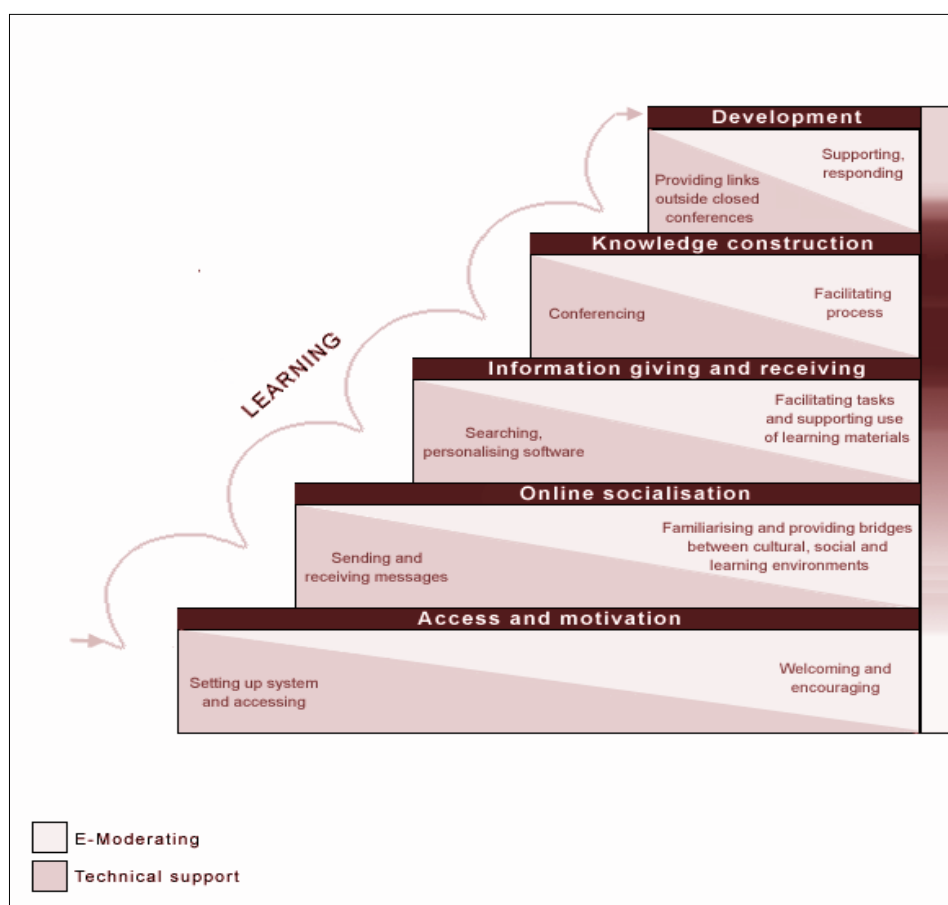 Development
Supporting,
responding
Providing links
outside closed
conferences
Knowledge construction
Facilitating
process
Conferencing
LEARNING
Information giving and receiving
Facilitating tasks
and supporting use
of learning materials
Searching,
personalising software
Online socialisation
Familiarising and providing bridges
between cultural, social and
learning environments
Sending and
receiving messages
Access and motivation
Welcoming and
encouraging
Setting up system
and accessing
E-Moderating
Technical support